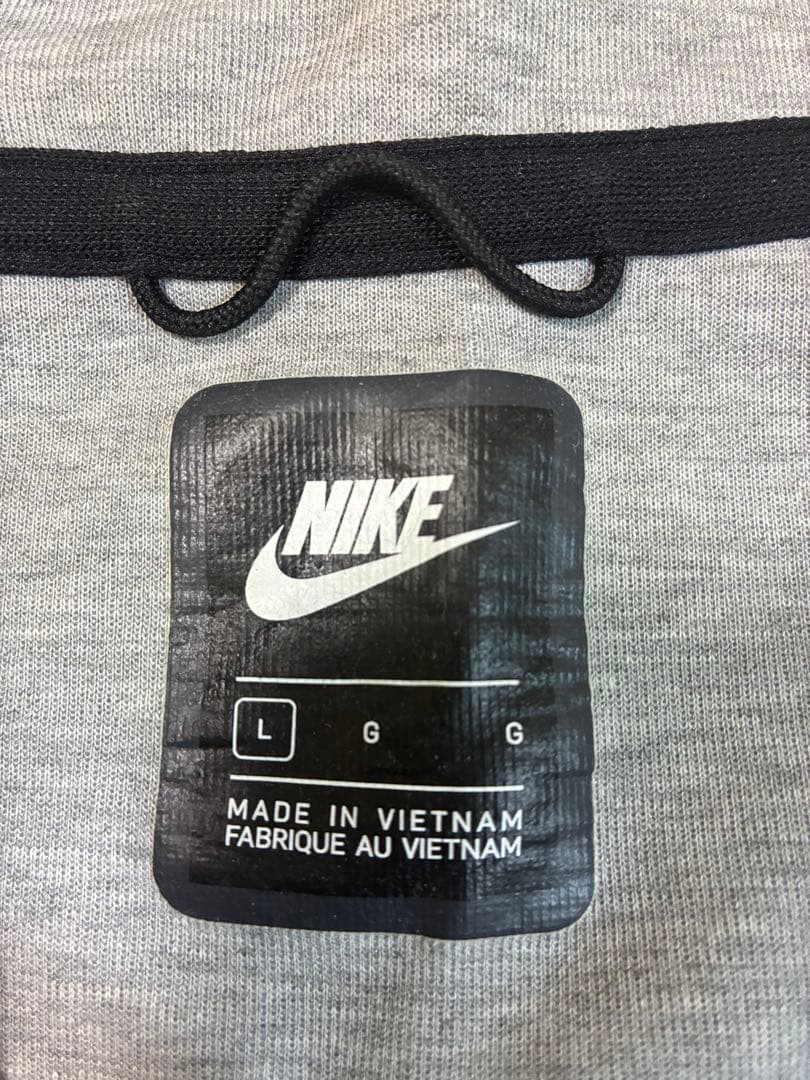 NIKE
L G G
MADE IN VIETNAM
FABRIQUE AU VIETNAM